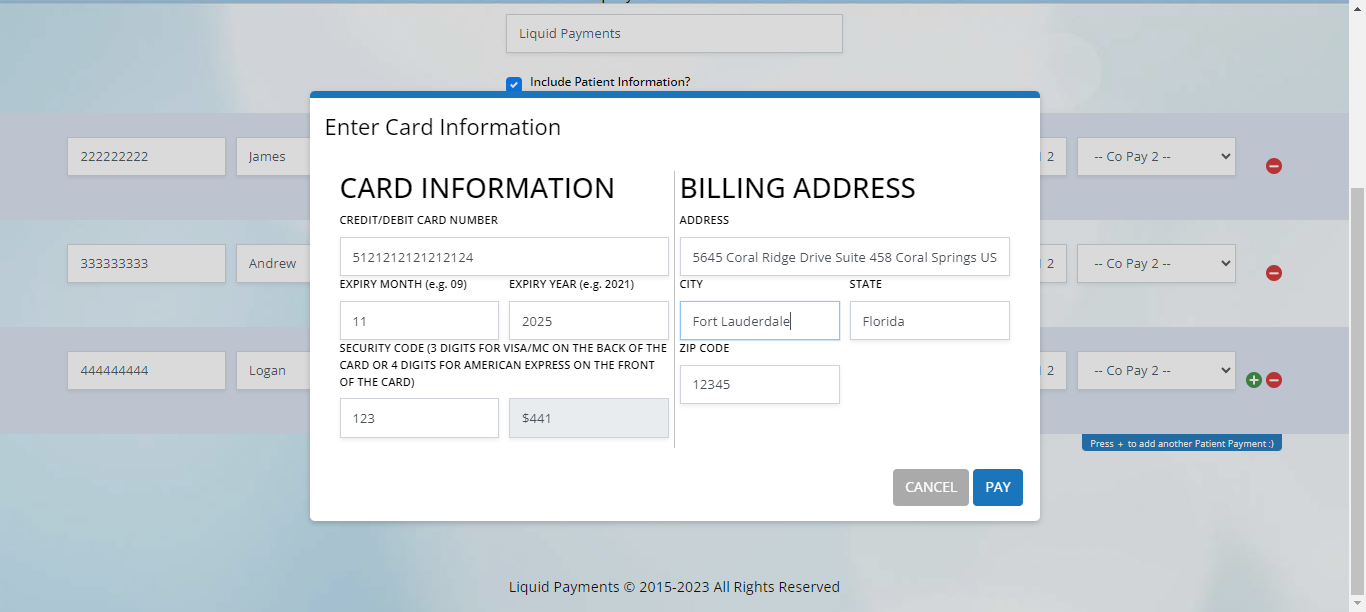 Liquid Payments
Include Patient Information?
Enter Card Information
CARD INFORMATION
CREDIT/DEBIT CARD NUMBER
5121212121212124
EXPIRY MONTH (e.g. 09) EXPIRY YEAR (e.g. 2021)
11 2025
SECURITY CODE (3 DIGITS FOR VISA/MC ON THE BACK OF THE
CARD OR 4 DIGITS FOR AMERICAN EXPRESS ON THE FRONT
OF THE CARD)
123 $441
BILLING ADDRESS
ADDRESS
5645 Coral Ridge Drive Suite 458 Coral Springs US
CITY STATE
Fort Lauderdale Florida
ZIP CODE
12345
CANCEL PAY
222222222 James 2 -- Co Pay 2 --
333333333 Andrew 2 -- Co Pay 2 --
444444444 Logan 2 -- Co Pay 2 --
Press + to add another Patient Payment :)
Liquid Payments © 2015-2023 All Rights Reserved